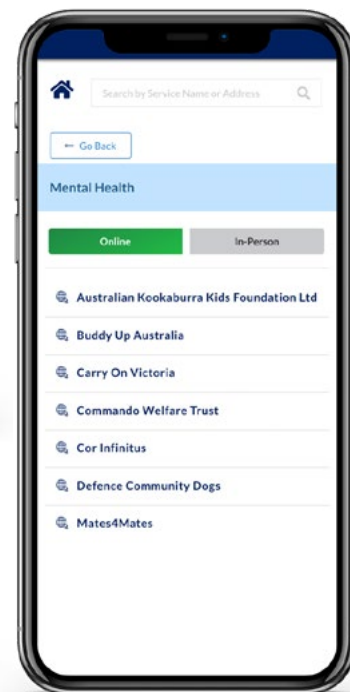 Search by Service Name or Address
← Go Back
Mental Health
Online
In-Person
Australian Kookaburra Kids Foundation Ltd
Buddy Up Australia
Carry On Victoria
Commando Welfare Trust
Cor Infinitus
Defence Community Dogs
Mates4Mates